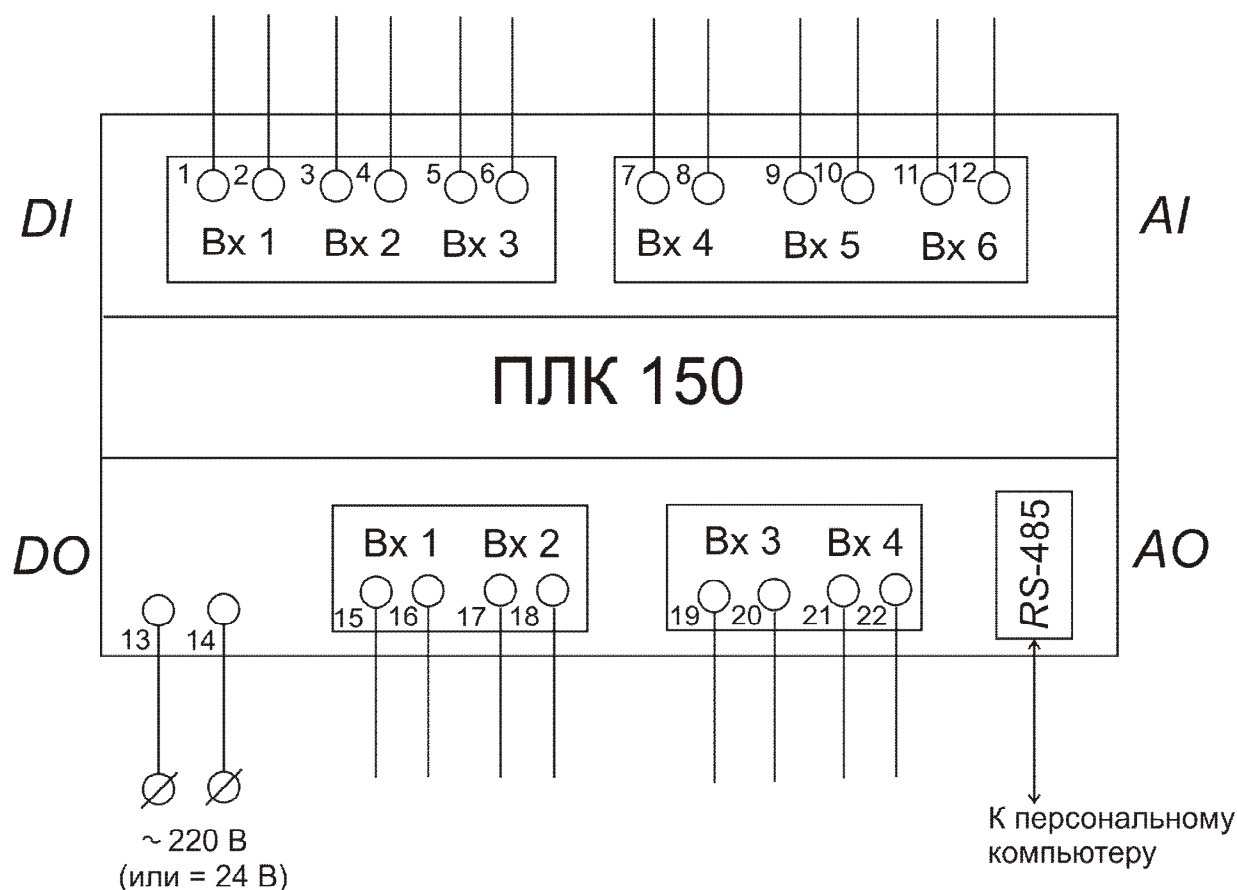 1 2 3 4 5 6
7 8 9 10 11 12
DI
Вх 1 Вх 2 Вх 3
Вх 4 Вх 5 Вх 6
AI
ПЛК 150
DO
Вх 1 Вх 2
Вх 3 Вх 4
RS-485
AO
13 14
15 16 17 18
19 20 21 22
~ 220 В
(или = 24 В)
К персональному
компьютеру